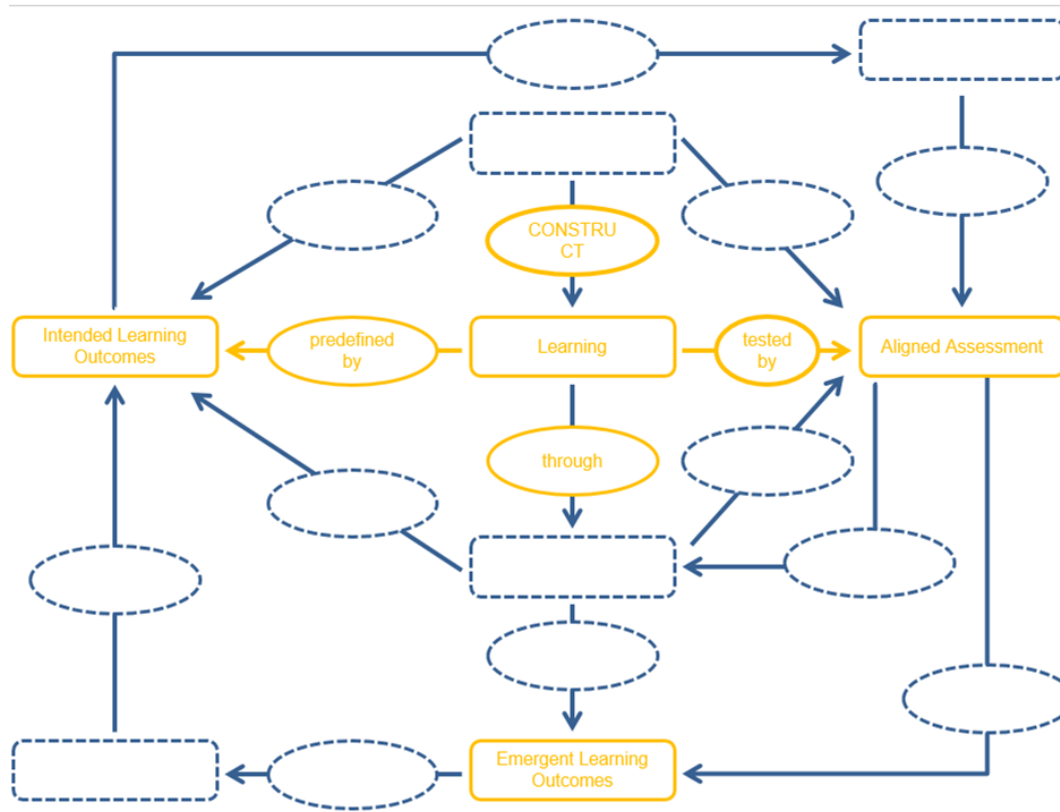 CONSTRU
CT
Intended Learning
Outcomes
predefined
by
Learning
tested
by
Aligned Assessment
through
Emergent Learning
Outcomes